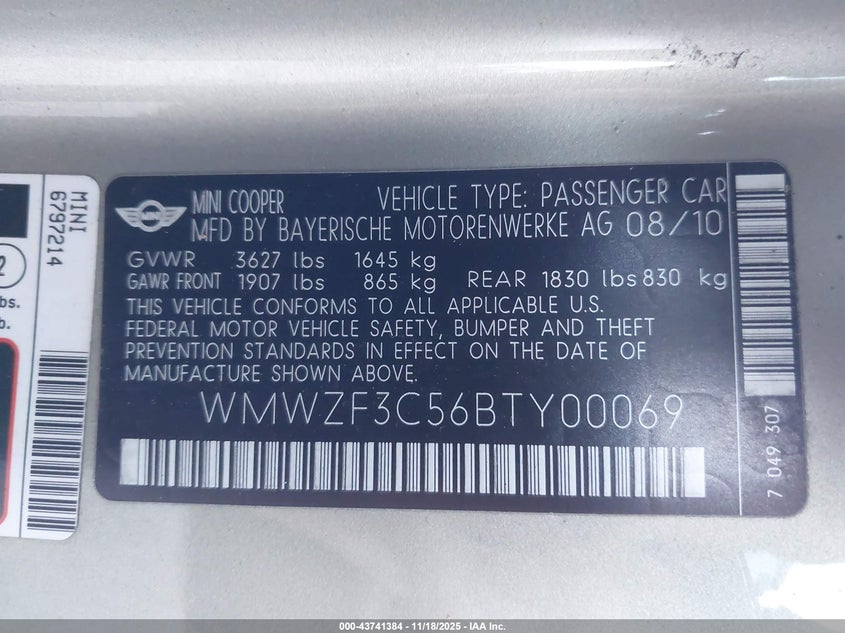 MINI
6797214
2
bs.
b.
MINI
MINI COOPER
VEHICLE TYPE: PASSENGER CAR
MFD BY BAYERISCHE MOTORENWERKE AG 08/10
GVWR 3627 lbs 1645 kg
GAWR FRONT 1907 lbs 865 kg REAR 1830 lbs 830 kg
THIS VEHICLE CONFORMS TO ALL APPLICABLE U.S.
FEDERAL MOTOR VEHICLE SAFETY, BUMPER AND THEFT
PREVENTION STANDARDS IN EFFECT ON THE DATE OF
MANUFACTURE SHOWN ABOVE.
WMWZF3C56BTY00069
7 049 307
000-43741384 - 11/18/2025 - IAA Inc.